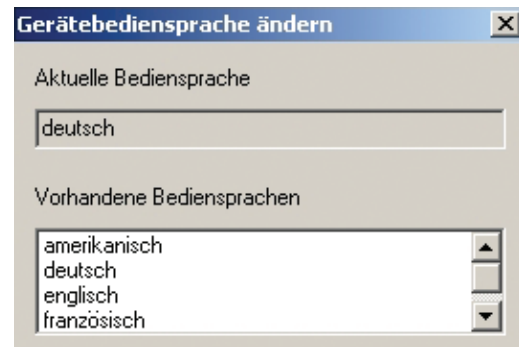 Gerätebediensprache ändern
Aktuelle Bediensprache
deutsch
Vorhandene Bediensprachen
amerikanisch
deutsch
englisch
französisch